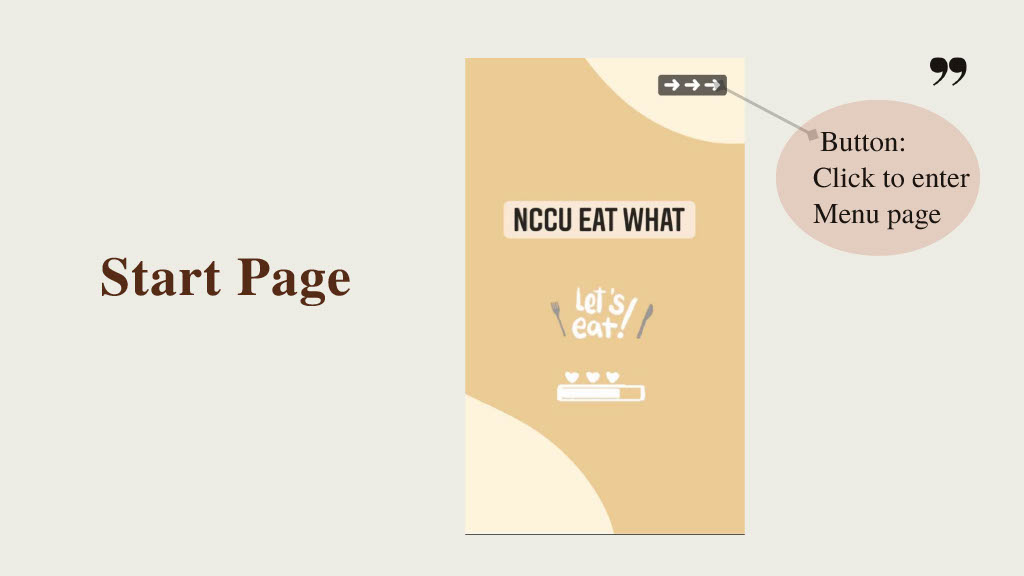 Start Page
NCCU EAT WHAT
Let's
eat!
”
Button:
Click to enter
Menu page